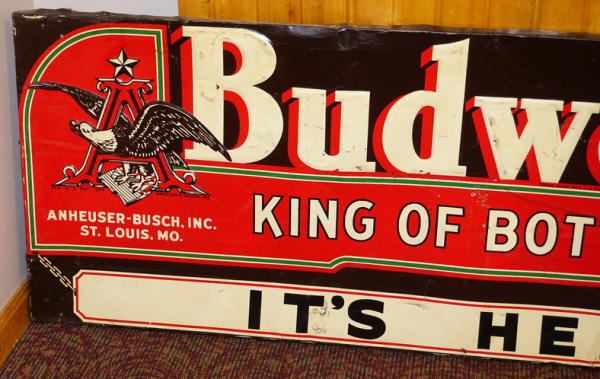 Budw
ANHEUSER-BUSCH, INC.
ST. LOUIS, MO.
KING OF BOT
IT'S HE